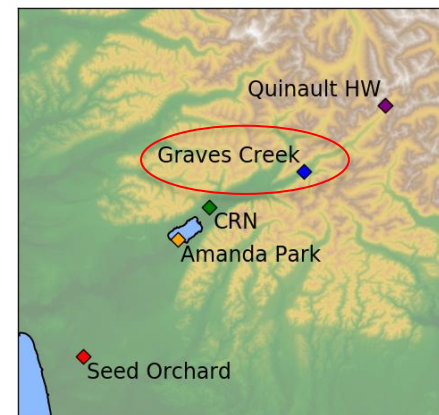 Quinault HW
Graves Creek
CRN
Amanda Park
Seed Orchard